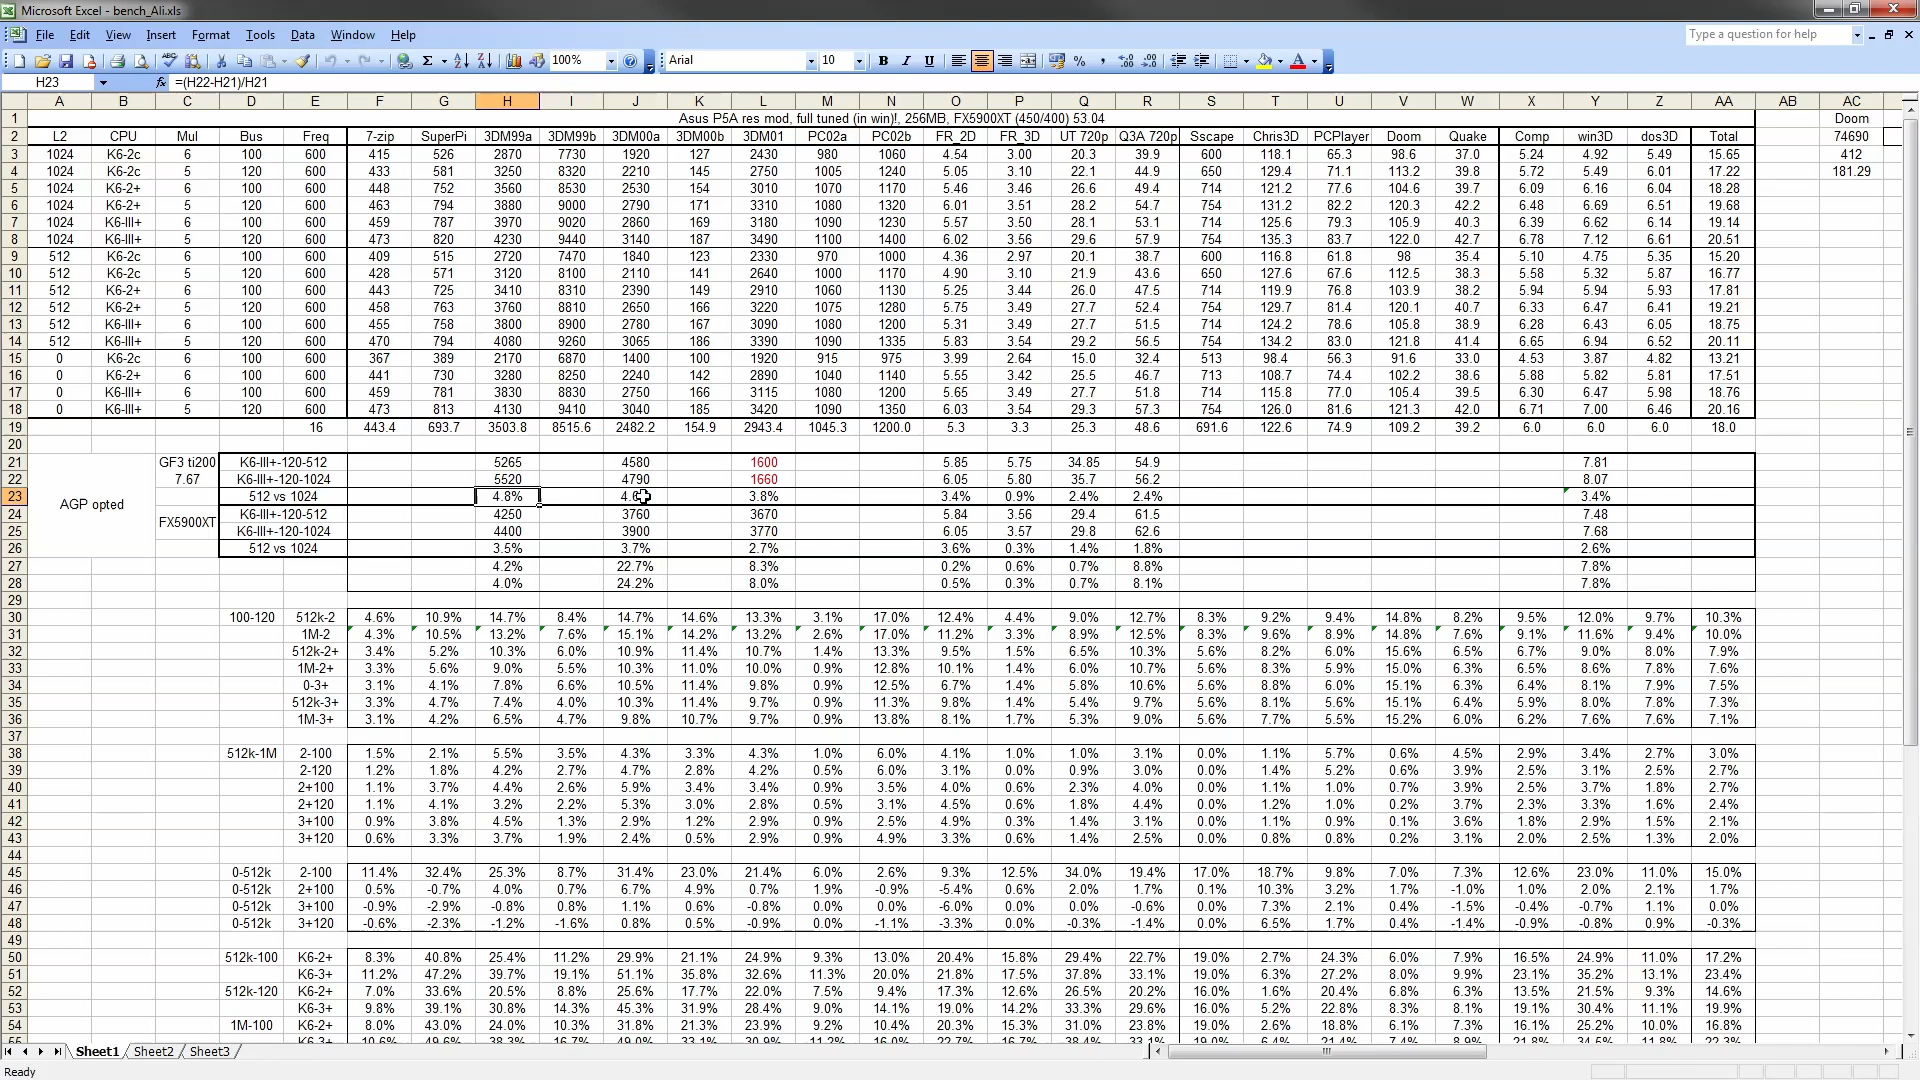 Microsoft Excel - bench_Ali.xls
File Edit View Insert Format Tools Data Window Help Type a question for help
100% Arial 10
H23 =(H22-H21)/H21
A B C D E F G H I J K L M N O P Q R S T U V W X Y Z AA AB AC
1 Asus P5A res mod, full tuned (in win)!, 256MB, FX5900XT (450/400) 53.04 Doom
2 L2 CPU Mul Bus Freq 7-zip SuperPi 3DM99a 3DM99b 3DM00a 3DM00b 3DM01 PC02a PC02b FR_2D FR_3D UT 720p Q3A 720p Sscape Chris3D PCPlayer Doom Quake Comp win3D dos3D Total 74690
3 1024 K6-2c 6 100 600 415 526 2870 7730 1920 127 2430 980 1060 4.54 3.00 20.3 39.9 600 118.1 65.3 98.6 37.0 5.24 4.92 5.49 15.65 412
4 1024 K6-2c 5 120 600 433 581 3250 8320 2210 145 2750 1005 1240 5.05 3.10 22.1 44.9 650 129.4 71.1 113.2 39.8 5.72 5.49 6.01 17.22 181.29
5 1024 K6-2+ 6 100 600 448 752 3560 8530 2530 154 3010 1070 1170 5.46 3.46 26.6 49.4 714 121.2 77.6 104.6 39.7 6.09 6.16 6.04 18.28
6 1024 K6-2+ 5 120 600 463 794 3880 9000 2790 171 3310 1080 1320 6.01 3.51 28.2 54.7 754 131.2 82.2 120.3 42.2 6.48 6.69 6.51 19.68
7 1024 K6-III+ 6 100 600 459 787 3970 9020 2860 169 3180 1090 1230 5.57 3.50 28.1 53.1 714 125.6 79.3 105.9 40.3 6.39 6.62 6.14 19.14
8 1024 K6-III+ 5 120 600 473 820 4230 9440 3140 187 3490 1100 1400 6.02 3.56 29.6 57.9 754 135.3 83.7 122.0 42.7 6.78 7.12 6.61 20.51
9 512 K6-2c 6 100 600 409 515 2720 7470 1840 123 2330 970 1000 4.36 2.97 20.1 38.7 600 116.8 61.8 98 35.4 5.10 4.75 5.35 15.20
10 512 K6-2c 5 120 600 428 571 3120 8100 2110 141 2640 1000 1170 4.90 3.10 21.9 43.6 650 127.6 67.6 112.5 38.3 5.58 5.32 5.87 16.77
11 512 K6-2+ 6 100 600 443 725 3410 8310 2390 149 2910 1060 1130 5.25 3.44 26.0 47.5 714 119.9 76.8 103.9 38.2 5.94 5.94 5.93 17.81
12 512 K6-2+ 5 120 600 458 763 3760 8810 2650 166 3220 1075 1280 5.75 3.49 27.7 52.4 754 129.7 81.4 120.1 40.7 6.33 6.47 6.41 19.21
13 512 K6-III+ 6 100 600 455 758 3800 8900 2780 167 3090 1080 1200 5.31 3.49 27.7 51.5 714 124.2 78.6 105.8 38.9 6.28 6.43 6.05 18.75
14 512 K6-III+ 5 120 600 470 794 4080 9260 3065 186 3390 1090 1335 5.83 3.54 29.2 56.5 754 134.2 83.0 121.8 41.4 6.65 6.94 6.52 20.11
15 0 K6-2c 6 100 600 367 389 2170 6870 1400 100 1920 915 975 3.99 2.64 15.0 32.4 513 98.4 56.3 91.6 33.0 4.53 3.87 4.82 13.21
16 0 K6-2+ 6 100 600 441 730 3280 8250 2240 142 2890 1040 1140 5.55 3.42 25.5 46.7 713 108.7 74.4 102.2 38.6 5.88 5.82 5.81 17.51
17 0 K6-III+ 6 100 600 459 781 3830 8830 2750 166 3115 1080 1200 5.65 3.49 27.7 51.8 714 115.8 77.0 105.4 39.5 6.30 6.47 5.98 18.76
18 0 K6-III+ 5 120 600 473 813 4130 9410 3040 185 3420 1090 1350 6.03 3.54 29.3 57.3 754 126.0 81.6 121.3 42.0 6.71 7.00 6.46 20.16
19 16 443.4 693.7 3503.8 8515.6 2482.2 154.9 2943.4 1045.3 1200.0 5.3 3.3 25.3 48.6 691.6 122.6 74.9 109.2 39.2 6.0 6.0 6.0 18.0
20
21 GF3 ti200 K6-III+-120-512 5265 4580 1600 5.85 5.75 34.85 54.9 7.81
22 7.67 K6-III+-120-1024 5520 4790 1660 6.05 5.80 35.7 56.2 8.07
23 AGP opted 512 vs 1024 4.8% 3.8% 3.4% 0.9% 2.4% 2.4% 3.4%
24 FX5900XT K6-III+-120-512 4250 3760 3670 5.84 3.56 29.4 61.5 7.48
25 K6-III+-120-1024 4400 3900 3770 6.05 3.57 29.8 62.6 7.68
26 512 vs 1024 3.5% 3.7% 2.7% 3.6% 0.3% 1.4% 1.8% 2.6%
27 4.2% 22.7% 8.3% 0.2% 0.6% 0.7% 8.8% 7.8%
28 4.0% 24.2% 8.0% 0.5% 0.3% 0.7% 8.1% 7.8%
29
30 100-120 512k-2 4.6% 10.9% 14.7% 8.4% 14.7% 14.6% 13.3% 3.1% 17.0% 12.4% 4.4% 9.0% 12.7% 8.3% 9.2% 9.4% 14.8% 8.2% 9.5% 12.0% 9.7% 10.3%
31 1M-2 4.3% 10.5% 13.2% 7.6% 15.1% 14.2% 13.2% 2.6% 17.0% 11.2% 3.3% 8.9% 12.5% 8.3% 9.6% 8.9% 14.8% 7.6% 9.1% 11.6% 9.4% 10.0%
32 512k-2+ 3.4% 5.2% 10.3% 6.0% 10.9% 11.4% 10.7% 1.4% 13.3% 9.5% 1.5% 6.5% 10.3% 5.6% 8.2% 6.0% 15.6% 6.5% 6.7% 9.0% 8.0% 7.9%
33 1M-2+ 3.3% 5.6% 9.0% 5.5% 10.3% 11.0% 10.0% 0.9% 12.8% 10.1% 1.4% 6.0% 10.7% 5.6% 8.3% 5.9% 15.0% 6.3% 6.5% 8.6% 7.8% 7.6%
34 0-3+ 3.1% 4.1% 7.8% 6.6% 10.5% 11.4% 9.8% 0.9% 12.5% 6.7% 1.4% 5.8% 10.6% 5.6% 8.8% 6.0% 15.1% 6.3% 6.4% 8.1% 7.9% 7.5%
35 512k-3+ 3.3% 4.7% 7.4% 4.0% 10.3% 11.4% 9.7% 0.9% 11.3% 9.8% 1.4% 5.4% 9.7% 5.6% 8.1% 5.6% 15.1% 6.4% 5.9% 8.0% 7.8% 7.3%
36 1M-3+ 3.1% 4.2% 6.5% 4.7% 9.8% 10.7% 9.7% 0.9% 13.8% 8.1% 1.7% 5.3% 9.0% 5.6% 7.7% 5.5% 15.2% 6.0% 6.2% 7.6% 7.6% 7.1%
37
38 512k-1M 2-100 1.5% 2.1% 5.5% 3.5% 4.3% 3.3% 4.3% 1.0% 6.0% 4.1% 1.0% 1.0% 3.1% 0.0% 1.1% 5.7% 0.6% 4.5% 2.9% 3.4% 2.7% 3.0%
39 2-120 1.2% 1.8% 4.2% 2.7% 4.7% 2.8% 4.2% 0.5% 6.0% 3.1% 0.0% 0.9% 3.0% 0.0% 1.4% 5.2% 0.6% 3.9% 2.5% 3.1% 2.5% 2.7%
40 2+100 1.1% 3.7% 4.4% 2.6% 5.9% 3.4% 3.4% 0.9% 3.5% 4.0% 0.6% 2.3% 4.0% 0.0% 1.1% 1.0% 0.7% 3.9% 2.5% 3.7% 1.8% 2.7%
41 2+120 1.1% 4.1% 3.2% 2.2% 5.3% 3.0% 2.8% 0.5% 3.1% 4.5% 0.6% 1.8% 4.4% 0.0% 1.2% 1.0% 0.2% 3.7% 2.3% 3.3% 1.6% 2.4%
42 3+100 0.9% 3.8% 4.5% 1.3% 2.9% 1.2% 2.9% 0.9% 2.5% 4.9% 0.3% 1.4% 3.1% 0.0% 1.1% 0.9% 0.1% 3.6% 1.8% 2.9% 1.5% 2.1%
43 3+120 0.6% 3.3% 3.7% 1.9% 2.4% 0.5% 2.9% 0.9% 4.9% 3.3% 0.6% 1.4% 2.5% 0.0% 0.8% 0.8% 0.2% 3.1% 2.0% 2.5% 1.3% 2.0%
44
45 0-512k 2-100 11.4% 32.4% 25.3% 8.7% 31.4% 23.0% 21.4% 6.0% 2.6% 9.3% 12.5% 34.0% 19.4% 17.0% 18.7% 9.8% 7.0% 7.3% 12.6% 23.0% 11.0% 15.0%
46 0-512k 2+100 0.5% -0.7% 4.0% 0.7% 6.7% 4.9% 0.7% 1.9% -0.9% -5.4% 0.6% 2.0% 1.7% 0.1% 10.3% 3.2% 1.7% -1.0% 1.0% 2.0% 2.1% 1.7%
47 0-512k 3+100 -0.9% -2.9% -0.8% 0.8% 1.1% 0.6% -0.8% 0.0% 0.0% -6.0% 0.0% 0.0% -0.6% 0.0% 7.3% 2.1% 0.4% -1.5% -0.4% -0.7% 1.1% 0.0%
48 0-512k 3+120 -0.6% -2.3% -1.2% -1.6% 0.8% 0.5% -0.9% 0.0% -1.1% -3.3% 0.0% -0.3% -1.4% 0.0% 6.5% 1.7% 0.4% -1.4% -0.9% -0.8% 0.9% -0.3%
49
50 512k-100 K6-2+ 8.3% 40.8% 25.4% 11.2% 29.9% 21.1% 24.9% 9.3% 13.0% 20.4% 15.8% 29.4% 22.7% 19.0% 2.7% 24.3% 6.0% 7.9% 16.5% 24.9% 11.0% 17.2%
51 K6-3+ 11.2% 47.2% 39.7% 19.1% 51.1% 35.8% 32.6% 11.3% 20.0% 21.8% 17.5% 37.8% 33.1% 19.0% 6.3% 27.2% 8.0% 9.9% 23.1% 35.2% 13.1% 23.4%
52 512k-120 K6-2+ 7.0% 33.6% 20.5% 8.8% 25.6% 17.7% 22.0% 7.5% 9.4% 17.3% 12.6% 26.5% 20.2% 16.0% 1.6% 20.4% 6.8% 6.3% 13.5% 21.5% 9.3% 14.6%
53 K6-3+ 9.8% 39.1% 30.8% 14.3% 45.3% 31.9% 28.4% 9.0% 14.1% 19.0% 14.2% 33.3% 29.6% 16.0% 5.2% 22.8% 8.3% 8.1% 19.1% 30.4% 11.1% 19.9%
54 1M-100 K6-2+ 8.0% 43.0% 24.0% 10.3% 31.8% 21.3% 23.9% 9.2% 10.4% 20.3% 15.3% 31.0% 23.8% 19.0% 2.6% 18.8% 6.1% 7.3% 16.1% 25.2% 10.0% 16.8%
Sheet1 Sheet2 Sheet3
Ready